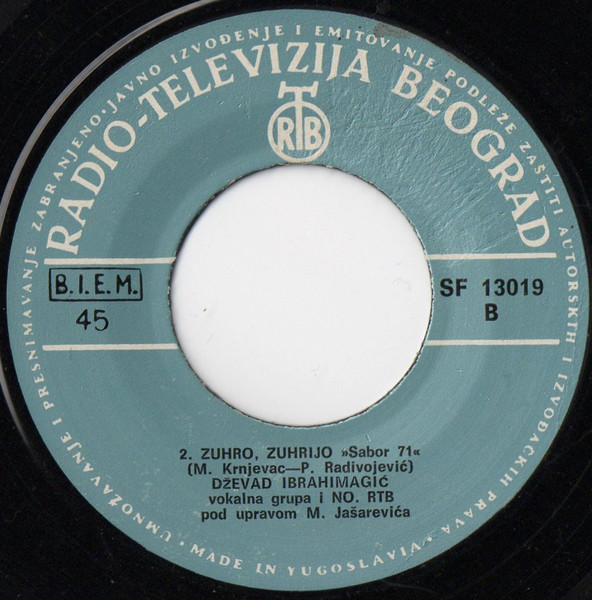 UMNOŽAVANJE I PRESNIMAVANJE ZABRANJENO · JAVNO IZVOĐENJE I EMITOVANJE PODLEŽE ZAŠTITI AUTORSKIH I IZVOĐAČKIH PRAVA · MADE IN YUGOSLAVIA ·
RADIO-TELEVIZIJA BEOGRAD
RTB
B.I.E.M.
45
SF 13019
B
2. ZUHRO, ZUHRIJO »Sabor 71«
(M. Krnjevac—P. Radivojević)
DŽEVAD IBRAHIMAGIĆ
vokalna grupa i NO. RTB
pod upravom M. Jašarevića